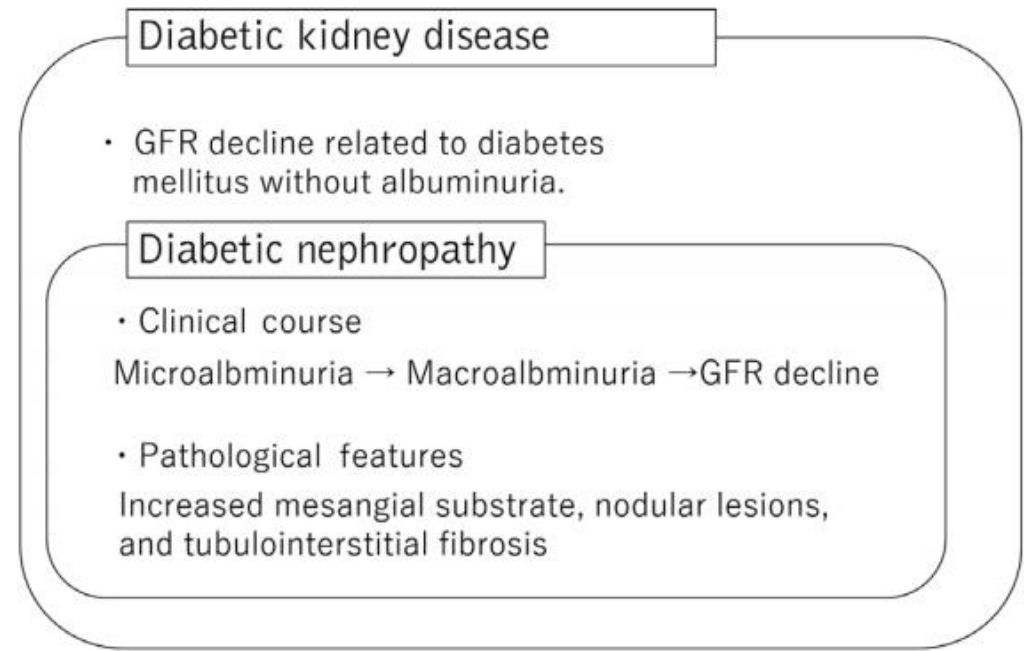 Diabetic kidney disease
・ GFR decline related to diabetes
mellitus without albuminuria.
Diabetic nephropathy
・Clinical course
Microalbminuria → Macroalbminuria →GFR decline
・Pathological features
Increased mesangial substrate, nodular lesions,
and tubulointerstitial fibrosis